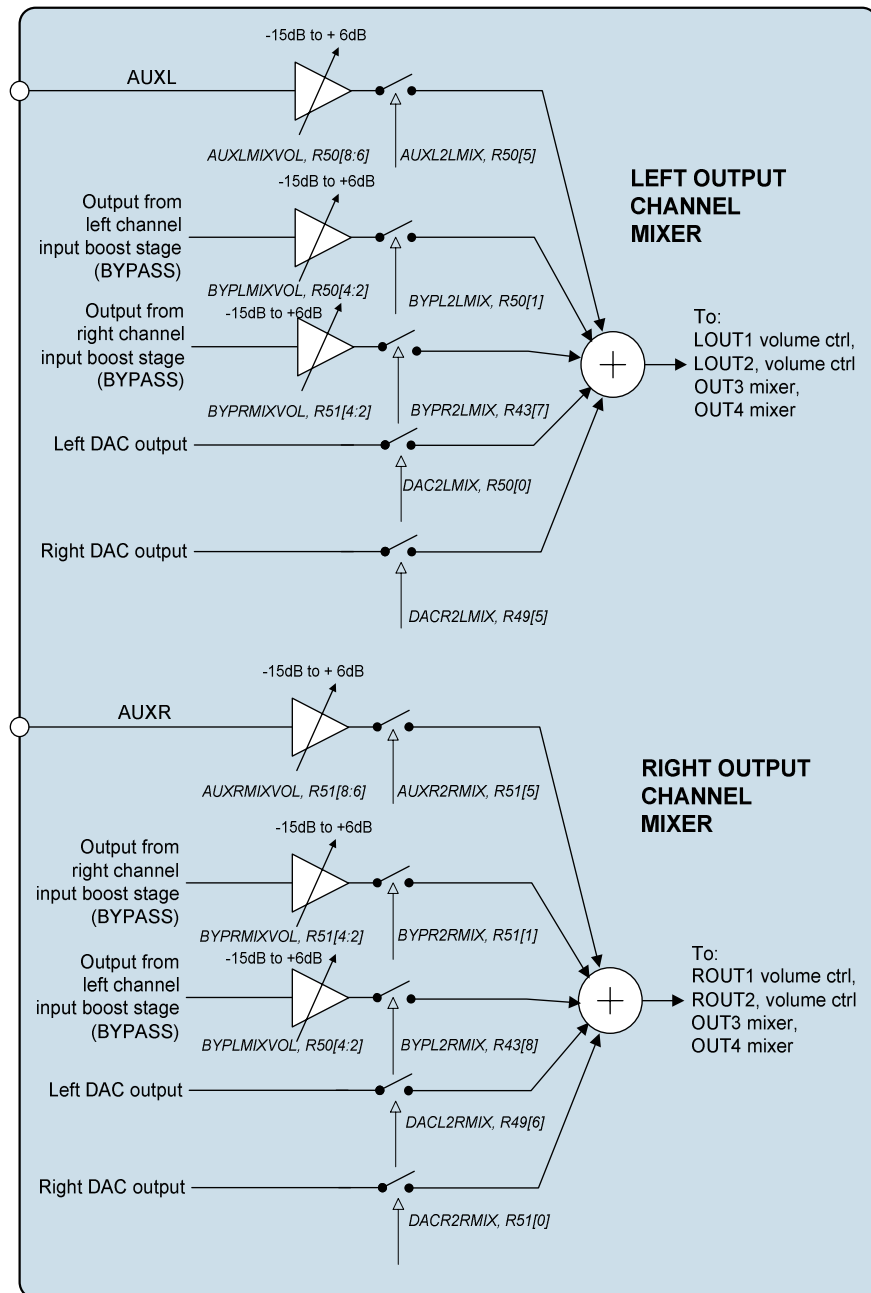 -15dB to + 6dB
AUXL
AUXLMIXVOL, R50[8:6]
AUXL2LMIX, R50[5]
LEFT OUTPUT
CHANNEL
MIXER
-15dB to +6dB
Output from
left channel
input boost stage
(BYPASS)
BYPLMIXVOL, R50[4:2]
BYPL2LMIX, R50[1]
-15dB to +6dB
Output from
right channel
input boost stage
(BYPASS)
BYPRMIXVOL, R51[4:2]
BYPR2LMIX, R43[7]
To:
LOUT1 volume ctrl,
LOUT2, volume ctrl
OUT3 mixer,
OUT4 mixer
Left DAC output
DAC2LMIX, R50[0]
Right DAC output
DACR2LMIX, R49[5]
-15dB to + 6dB
AUXR
AUXRMIXVOL, R51[8:6]
AUXR2RMIX, R51[5]
RIGHT OUTPUT
CHANNEL
MIXER
-15dB to +6dB
Output from
right channel
input boost stage
(BYPASS)
BYPRMIXVOL, R51[4:2]
BYPR2RMIX, R51[1]
-15dB to +6dB
Output from
left channel
input boost stage
(BYPASS)
BYPLMIXVOL, R50[4:2]
BYPL2RMIX, R43[8]
To:
ROUT1 volume ctrl,
ROUT2, volume ctrl
OUT3 mixer,
OUT4 mixer
Left DAC output
DACL2RMIX, R49[6]
Right DAC output
DACR2RMIX, R51[0]